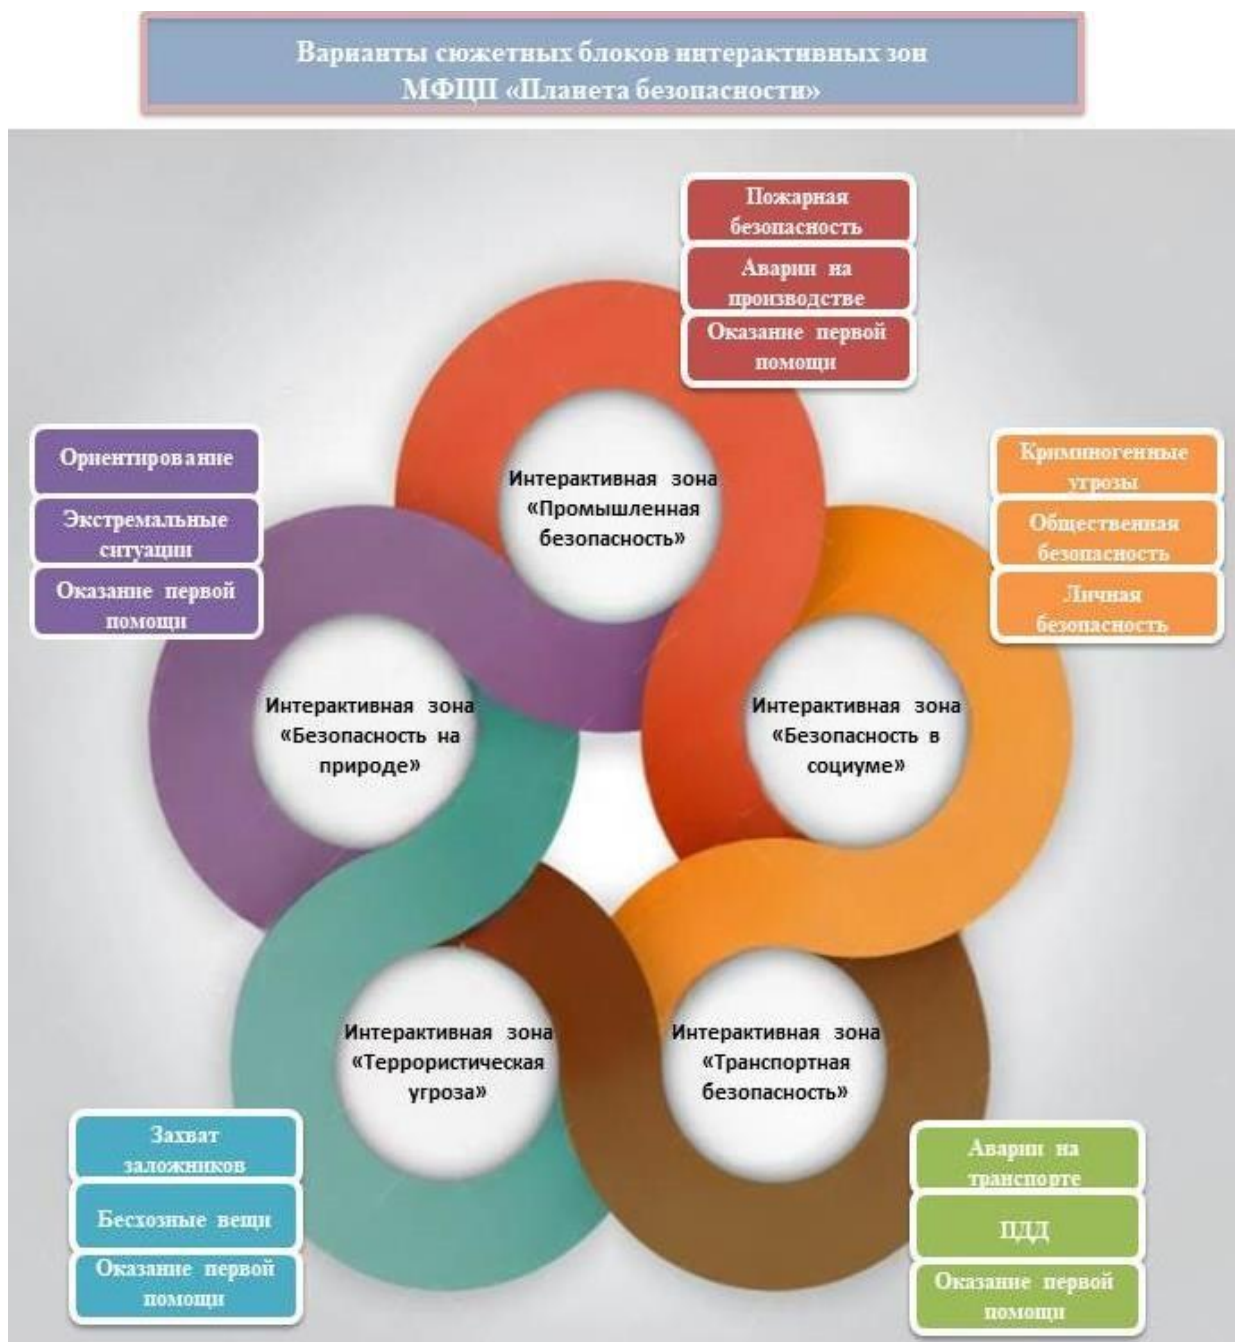 Варианты сюжетных блоков интерактивных зон
МФЦП «Планета безопасности»
Пожарная
безопасность
Аварии на
производстве
Оказание первой
помощи
Интерактивная зона
«Промышленная
безопасность»
Криминогенные
угрозы
Общественная
безопасность
Личная
безопасность
Ориентирование
Экстремальные
ситуации
Оказание первой
помощи
Интерактивная зона
«Безопасность на
природе»
Интерактивная зона
«Безопасность в
социуме»
Интерактивная зона
«Террористическая
угроза»
Интерактивная зона
«Транспортная
безопасность»
Захват
заложников
Бесхозные вещи
Оказание первой
помощи
Аварии на
транспорте
ПДД
Оказание первой
помощи